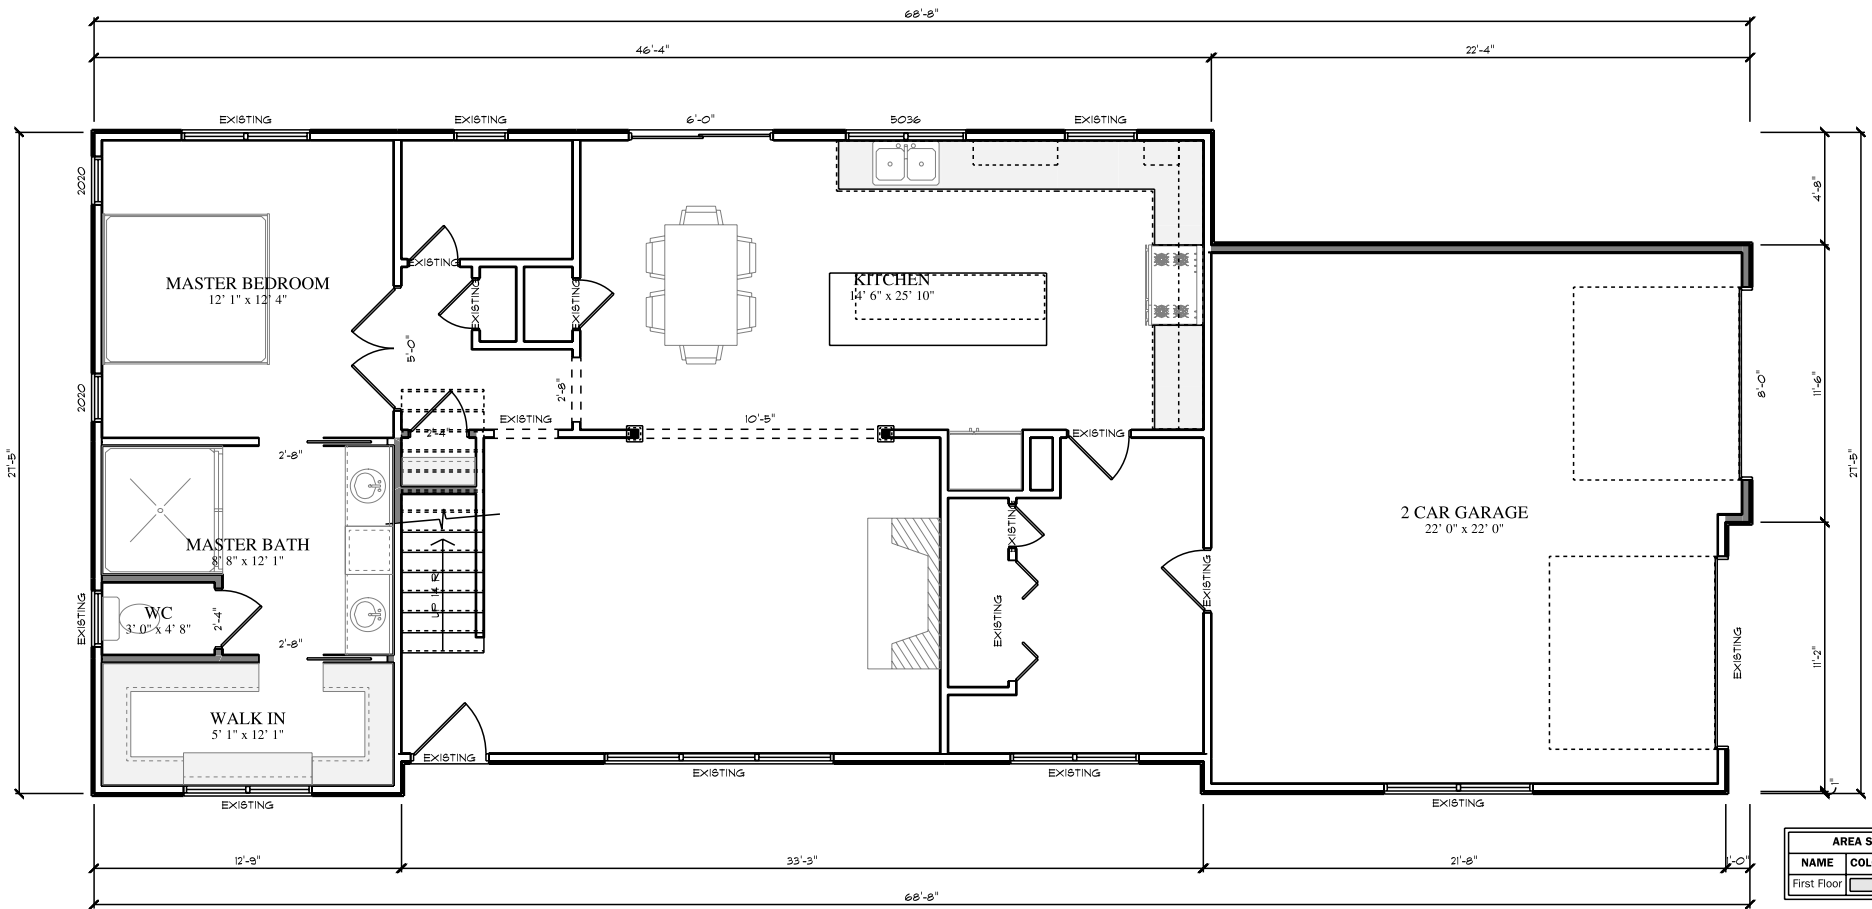 68'-8"
46'-4"
22'-4"
EXISTING
EXISTING
6'-0"
5036
EXISTING
2020
4'-8"
27'-5"
MASTER BEDROOM
12' 1" x 12' 4"
EXISTING
EXISTING
EXISTING
KITCHEN
14' 6" x 25' 10"
5'-0"
2020
2'-8"
8'-0"
11'-6"
EXISTING
10'-5"
2'-4"
EXISTING
2'-8"
27'-5"
2 CAR GARAGE
22' 0" x 22' 0"
EXISTING
MASTER BATH
8' 8" x 12' 1"
UP 14 R
EXISTING
WC
3' 0" x 4' 8"
2'-4"
EXISTING
EXISTING
2'-8"
EXISTING
11'-2"
WALK IN
5' 1" x 12' 1"
EXISTING
EXISTING
EXISTING
EXISTING
EXISTING
1"
12'-9"
33'-3"
21'-8"
1'-0"
68'-8"
AREA S
NAME COL
First Floor